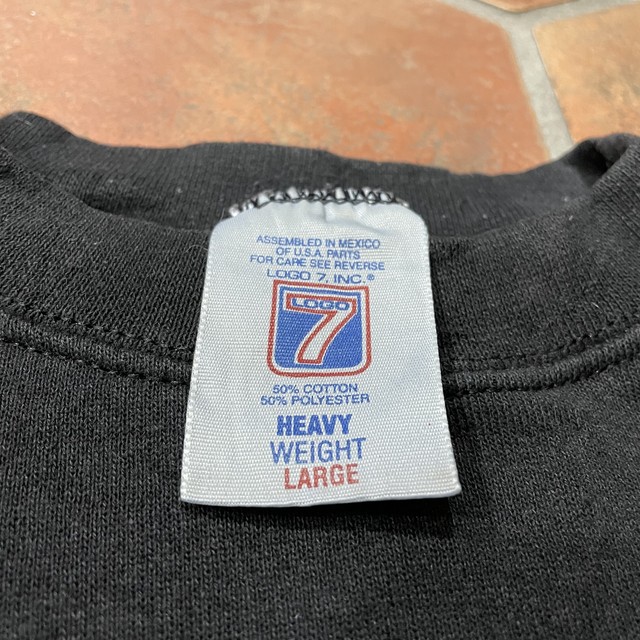 ASSEMBLED IN MEXICO
OF U.S.A. PARTS
FOR CARE SEE REVERSE
LOGO 7, INC.®
LOGO
7
50% COTTON
50% POLYESTER
HEAVY
WEIGHT
LARGE